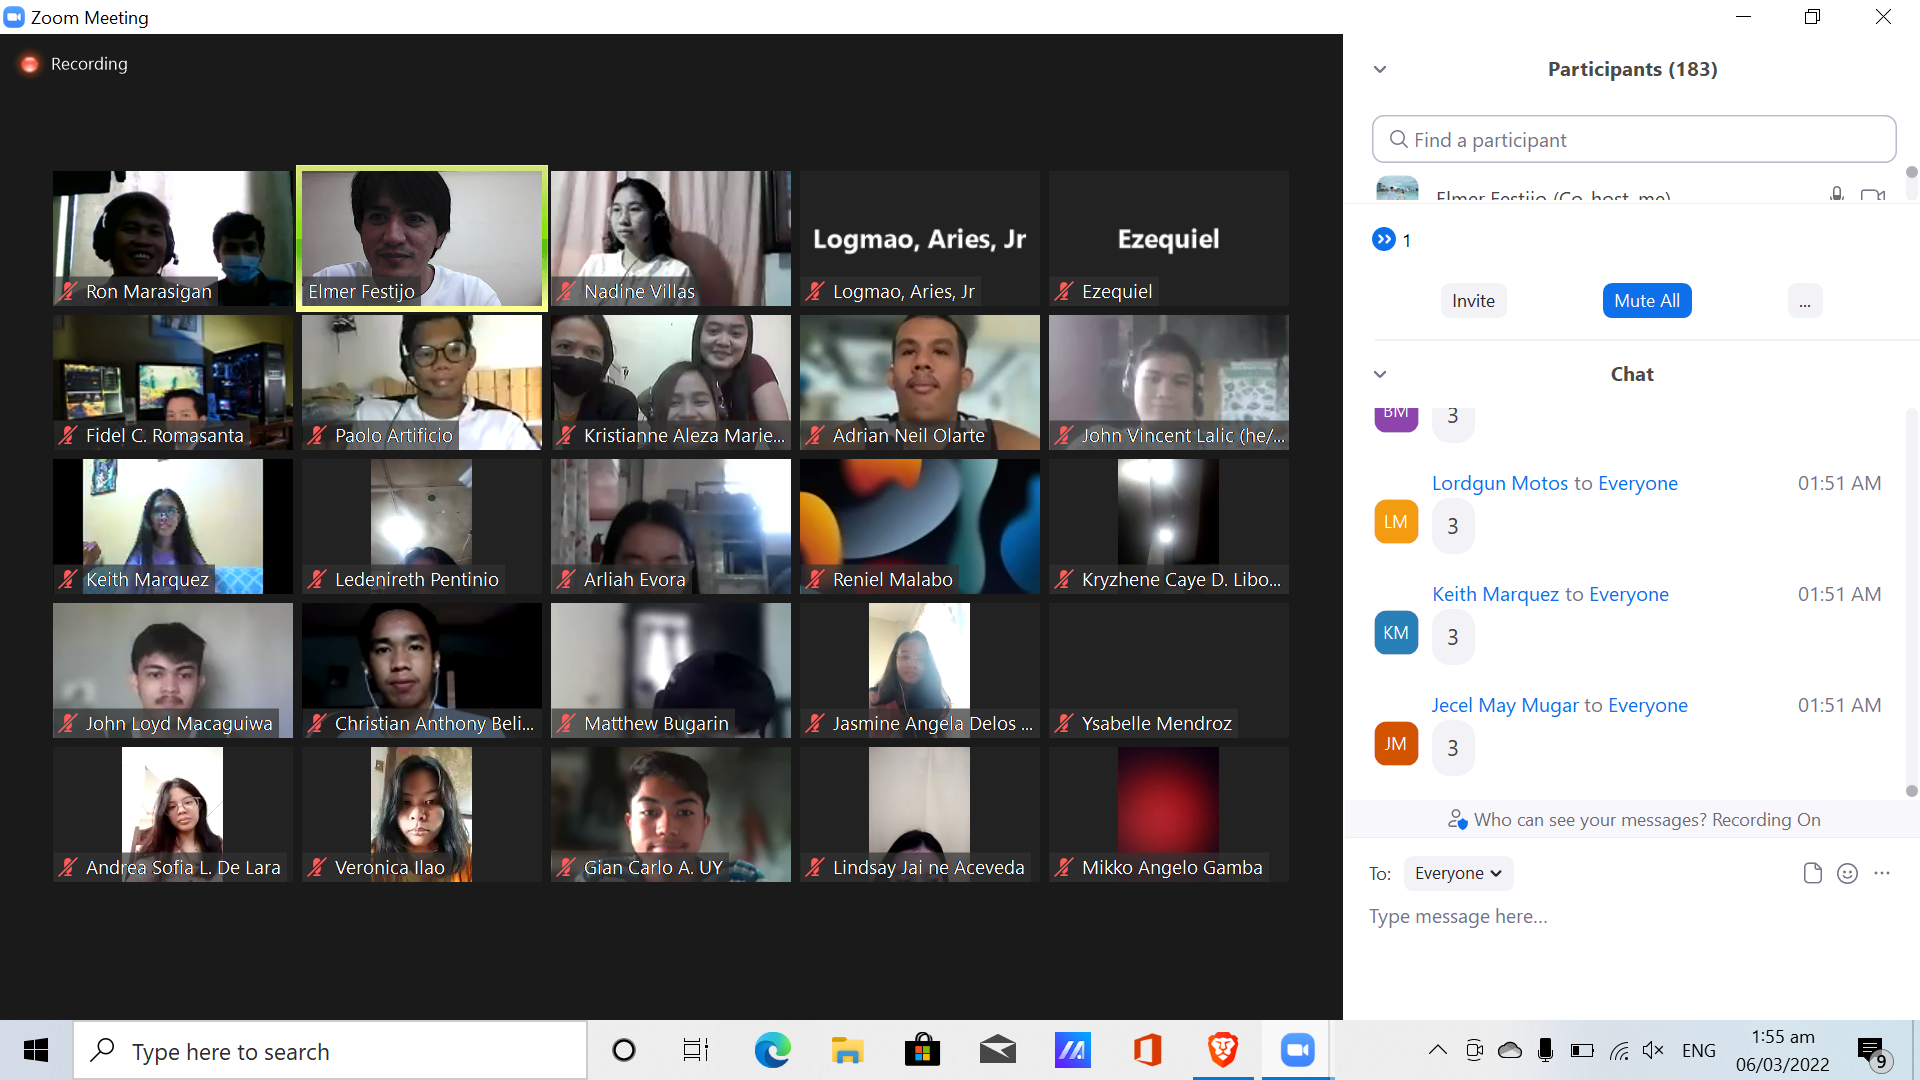 Zoom Meeting
Recording
Ron Marasigan
Elmer Festijo
Nadine Villas
Logmao, Aries, Jr
Logmao, Aries, Jr
Ezequiel
Ezequiel
Fidel C. Romasanta
Paolo Artificio
Kristianne Aleza Marie...
Adrian Neil Olarte
John Vincent Lalic (he/...
Keith Marquez
Ledenireth Pentinio
Arliah Evora
Reniel Malabo
Kryzhene Caye D. Libo...
John Loyd Macaguiwa
Christian Anthony Beli...
Matthew Bugarin
Jasmine Angela Delos ...
Ysabelle Mendroz
Andrea Sofia L. De Lara
Veronica Ilao
Gian Carlo A. UY
Lindsay Jai ne Aceveda
Mikko Angelo Gamba
Participants (183)
Find a participant
Elmer Festijo (Co-host, me)
1
Invite
Mute All
...
Chat
BM
3
Lordgun Motos to Everyone 01:51 AM
LM
3
Keith Marquez to Everyone 01:51 AM
KM
3
Jecel May Mugar to Everyone 01:51 AM
JM
3
Who can see your messages? Recording On
To: Everyone
Type message here...
Type here to search
ENG
1:55 am
06/03/2022
9